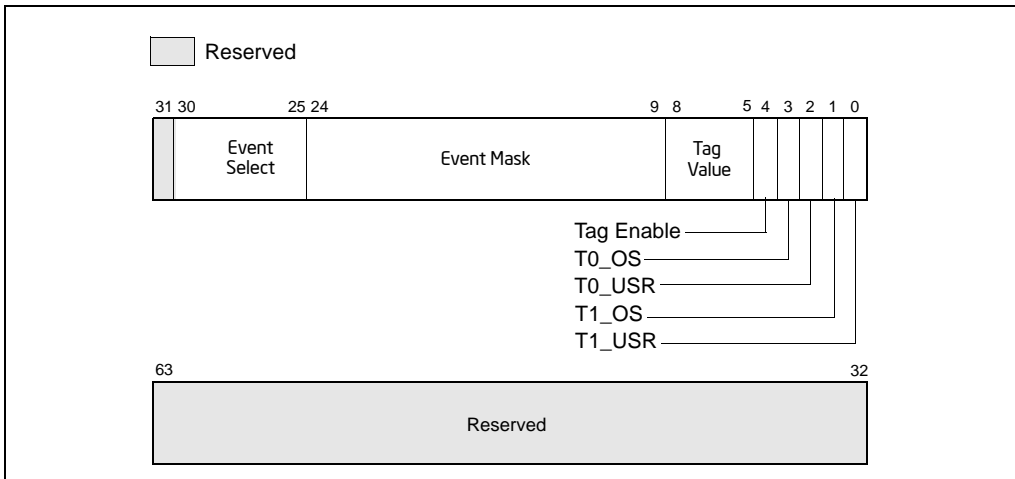 Reserved
31 30 25 24 9 8 5 4 3 2 1 0
Event Select
Event Mask
Tag Value
Tag Enable
T0_OS
T0_USR
T1_OS
T1_USR
63 32
Reserved